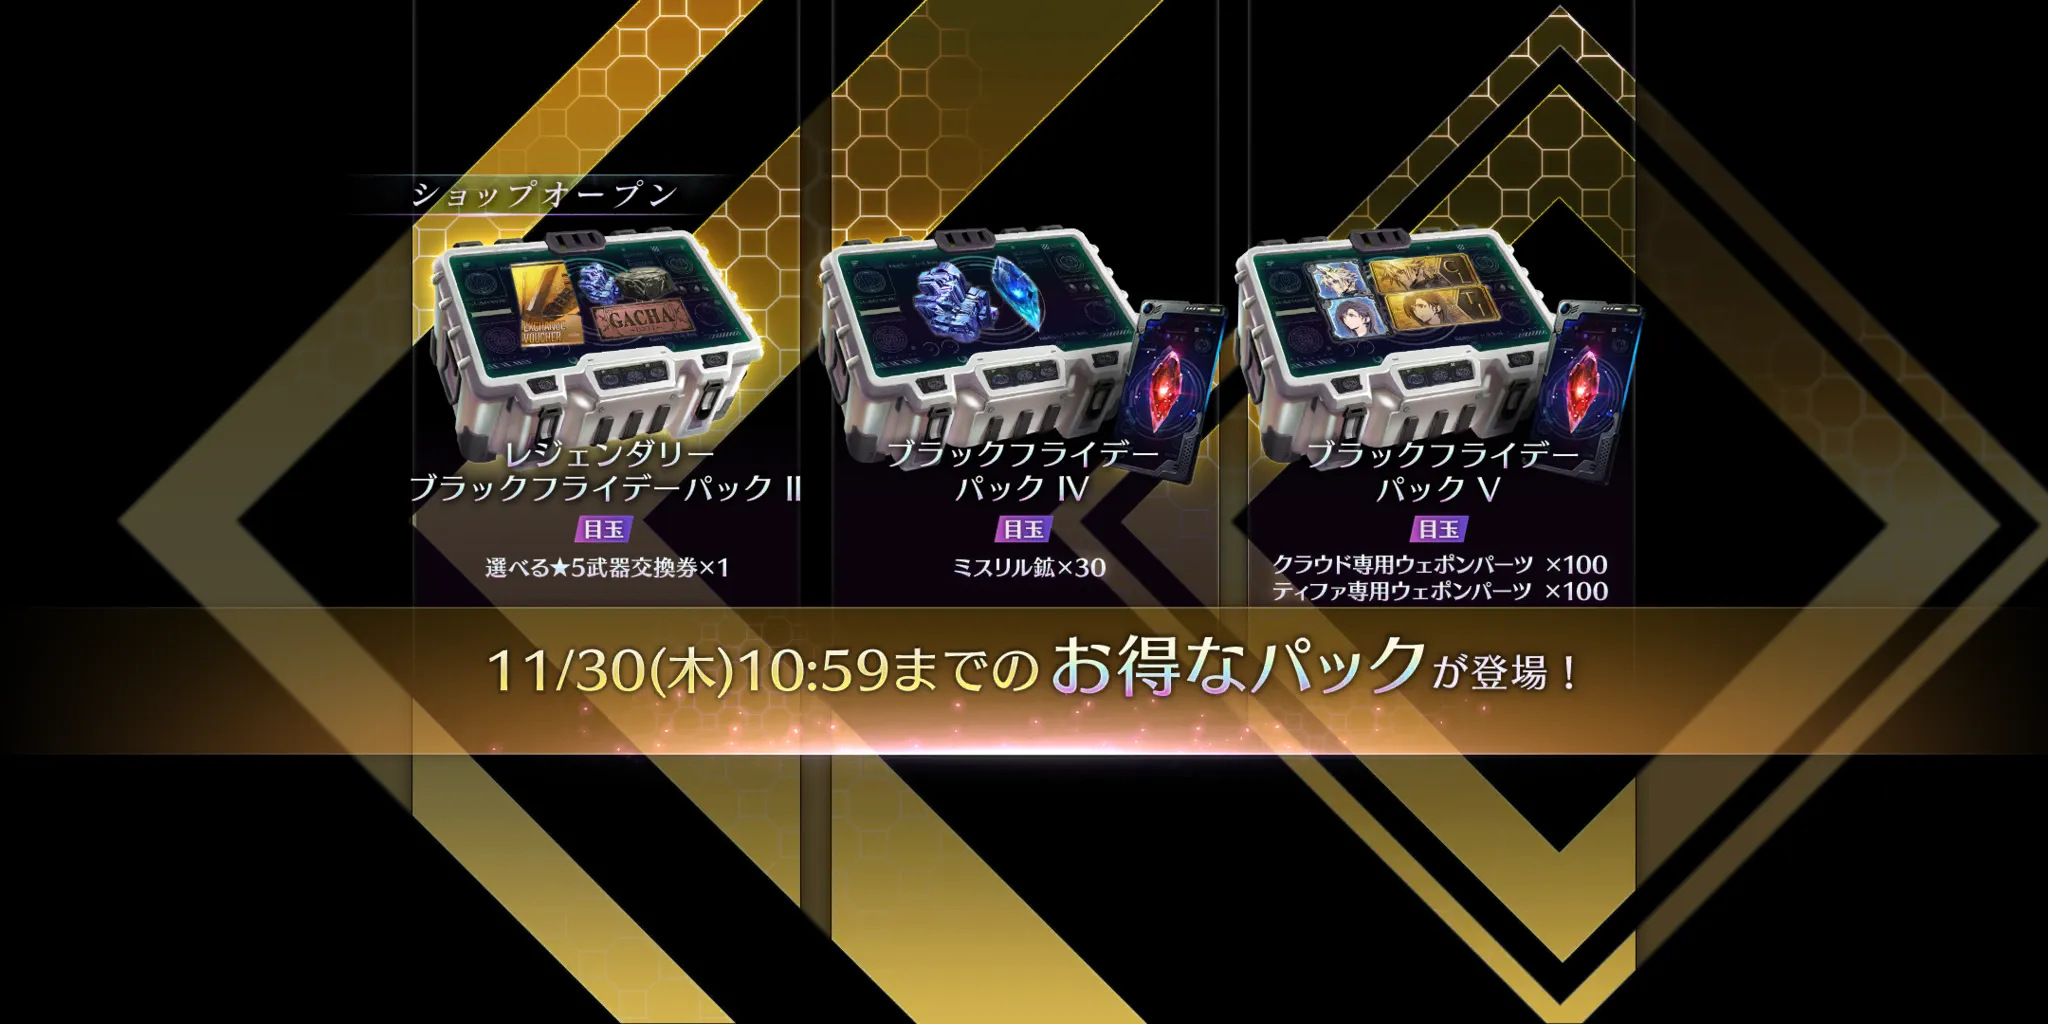 ショップオープン
EXCHANGE
VOUCHER
GACHA
レジェンダリー
ブラックフライデーパック II
目玉
選べる★5武器交換券×1
ブラックフライデー
パック IV
目玉
ミスリル鉱×30
ブラックフライデー
パック V
目玉
クラウド専用ウェポンパーツ ×100
ティファ専用ウェポンパーツ ×100
11/30(木)10:59までのお得なパックが登場！